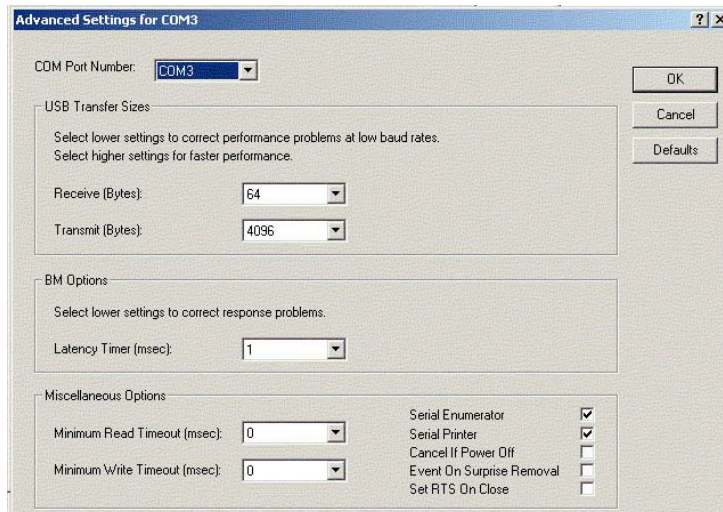 Advanced Settings for COM3
COM Port Number: COM3
OK
USB Transfer Sizes
Cancel
Select lower settings to correct performance problems at low baud rates.
Select higher settings for faster performance.
Defaults
Receive (Bytes): 64
Transmit (Bytes): 4096
BM Options
Select lower settings to correct response problems.
Latency Timer (msec): 1
Miscellaneous Options
Minimum Read Timeout (msec): 0
Minimum Write Timeout (msec): 0
Serial Enumerator
Serial Printer
Cancel If Power Off
Event On Surprise Removal
Set RTS On Close